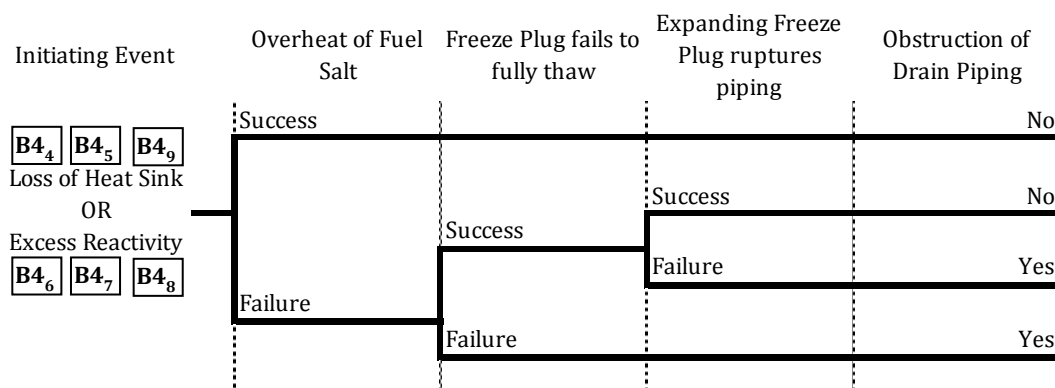 Initiating Event
Overheat of Fuel
Salt
Freeze Plug fails to
fully thaw
Expanding Freeze
Plug ruptures
piping
Obstruction of
Drain Piping
Success
No
B4₄ B4₅ B4₉
Loss of Heat Sink
OR
Excess Reactivity
B4₆ B4₇ B4₈
Success
No
Success
Failure
Yes
Failure
Failure
Yes